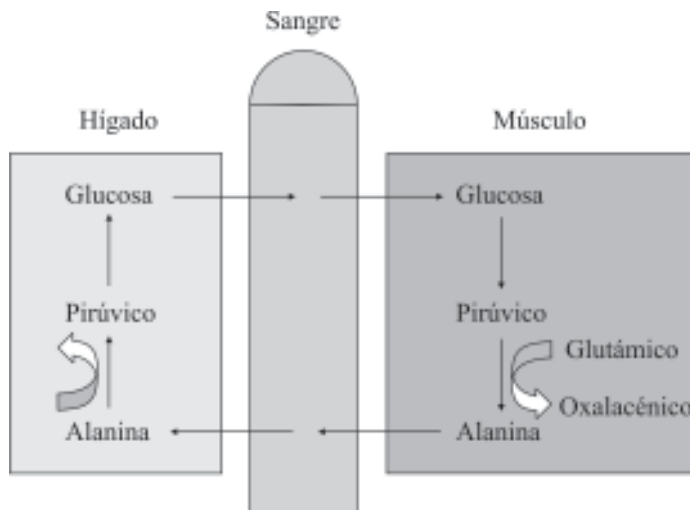 Sangre
Hígado
Músculo
Glucosa
Glucosa
Pirúvico
Pirúvico
Glutámico
Oxalacénico
Alanina
Alanina